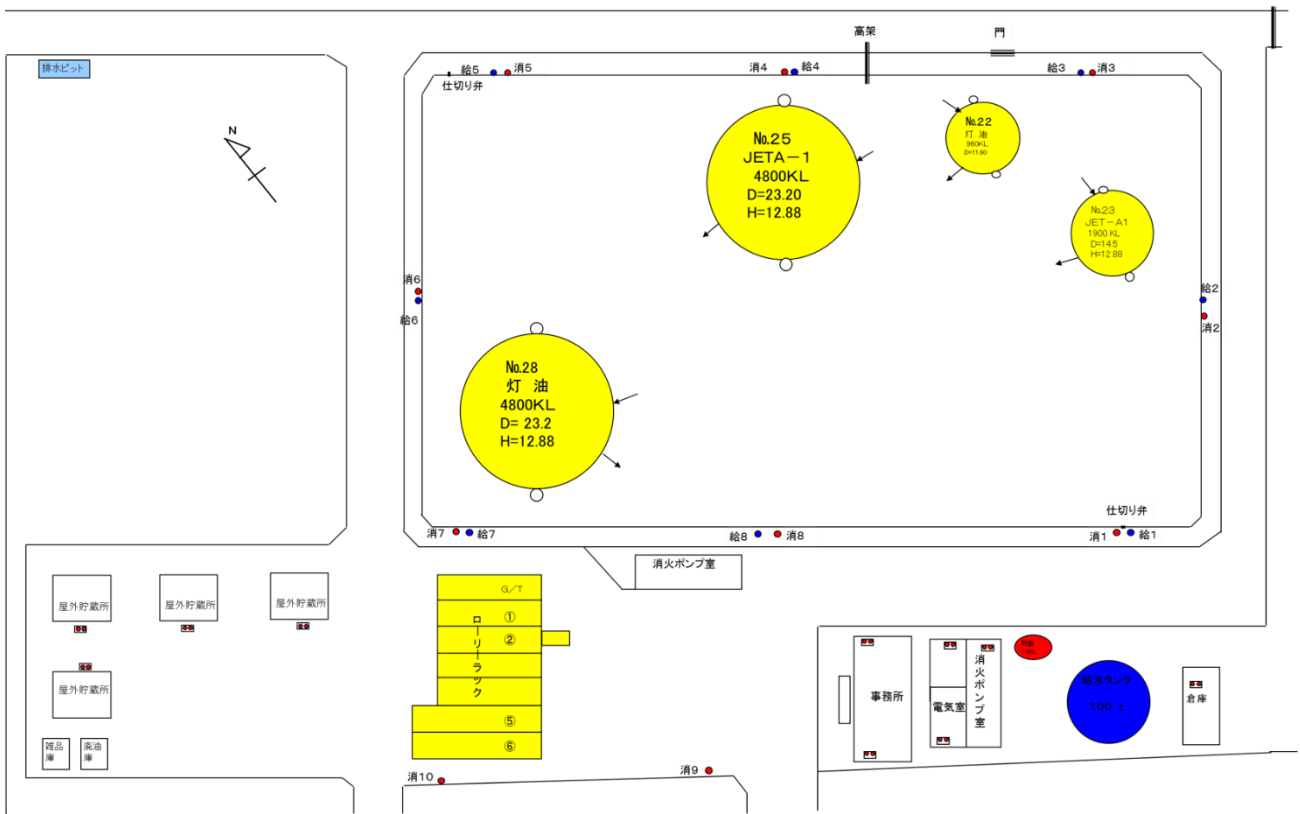 高架
門
排水ピット
給5
消5
仕切り弁
消4
給4
給3
消3
N
№25
JETA－1
4800KL
D=23.20
H=12.88
№22
灯 油
960KL
D=11.60
№23
JET－A1
1900 KL
D=14.5
H=12.88
消6
給6
給2
消2
№28
灯 油
4800KL
D= 23.2
H=12.88
仕切り弁
消7
給7
給8
消8
消1
給1
消火ポンプ室
屋外貯蔵所
屋外貯蔵所
屋外貯蔵所
屋外貯蔵所
G／T
①
②
⑤
⑥
ローリーラック
事務所
電気室
消火ポンプ室
100 t
倉庫
雑品
庫
廃油
庫
消10
消9